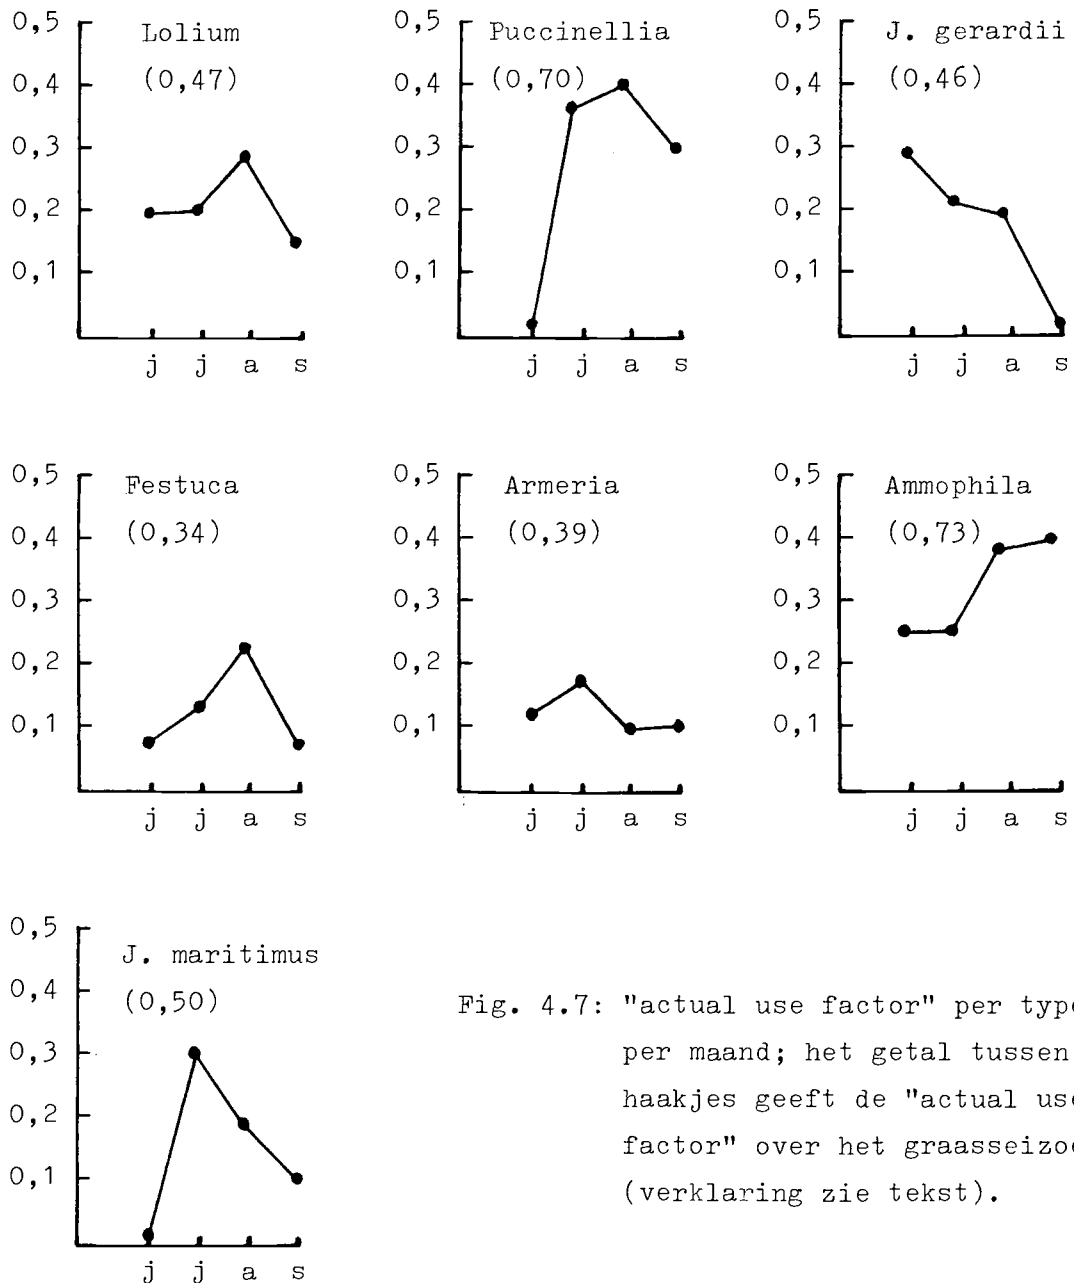 0,5
0,4
0,3
0,2
0,1
Lolium
(0,47)
j j a s
0,5
0,4
0,3
0,2
0,1
Puccinellia
(0,70)
j j a s
0,5
0,4
0,3
0,2
0,1
J. gerardii
(0,46)
j j a s
0,5
0,4
0,3
0,2
0,1
Festuca
(0,34)
j j a s
0,5
0,4
0,3
0,2
0,1
Armeria
(0,39)
j j a s
0,5
0,4
0,3
0,2
0,1
Ammophila
(0,73)
j j a s
0,5
0,4
0,3
0,2
0,1
J. maritimus
(0,50)
j j a s
Fig. 4.7: "actual use factor" per type
per maand; het getal tussen
haakjes geeft de "actual use
factor" over het graasseizoe
(verklaring zie tekst).